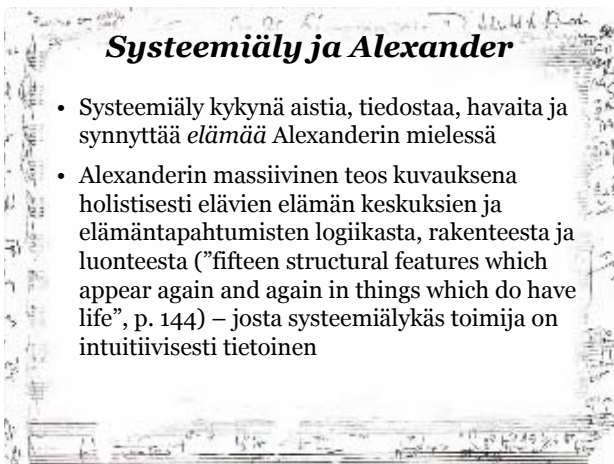 Systeemiäly ja Alexander
• Systeemiäly kykynä aistia, tiedostaa, havaita ja
synnyttää elämää Alexanderin mielessä
• Alexanderin massiivinen teos kuvauksena
holistisesti elävien elämän keskuksien ja
elämäntapahtumisten logiikasta, rakenteesta ja
luonteesta (”fifteen structural features which
appear again and again in things which do have
life”, p. 144) – josta systeemiälykäs toimija on
intuitiivisesti tietoinen